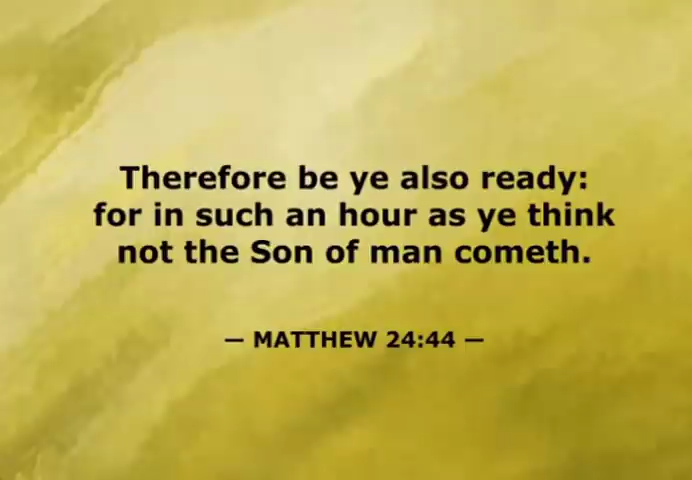 Therefore be ye also ready:
for in such an hour as ye think
not the Son of man cometh.
— MATTHEW 24:44 —